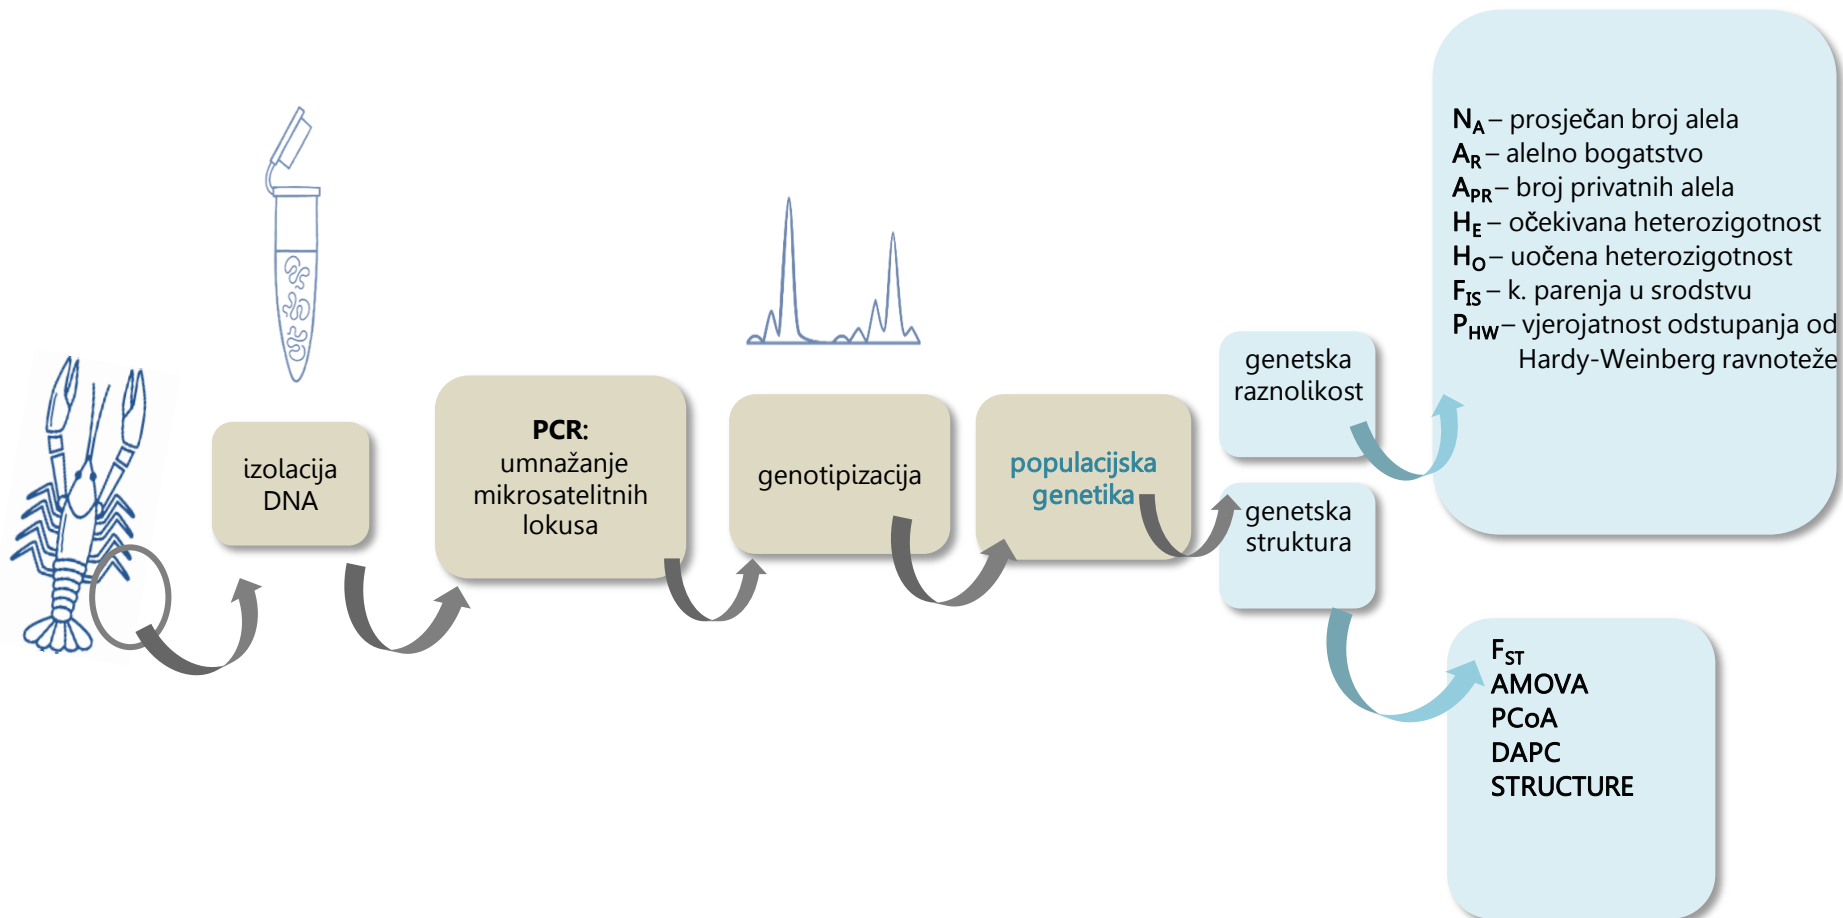 izolacija
DNA
PCR:
umnažanje
mikrosatelitnih
lokusa
genotipizacija
populacijska
genetika
genetska
raznolikost
genetska
struktura
NA – prosječan broj alela
AR – alelno bogatstvo
APR – broj privatnih alela
HE – očekivana heterozigotnost
HO – uočena heterozigotnost
FIS – k. parenja u srodstvu
PHW – vjerojatnost odstupanja od
Hardy-Weinberg ravnoteže
FST
AMOVA
PCoA
DAPC
STRUCTURE